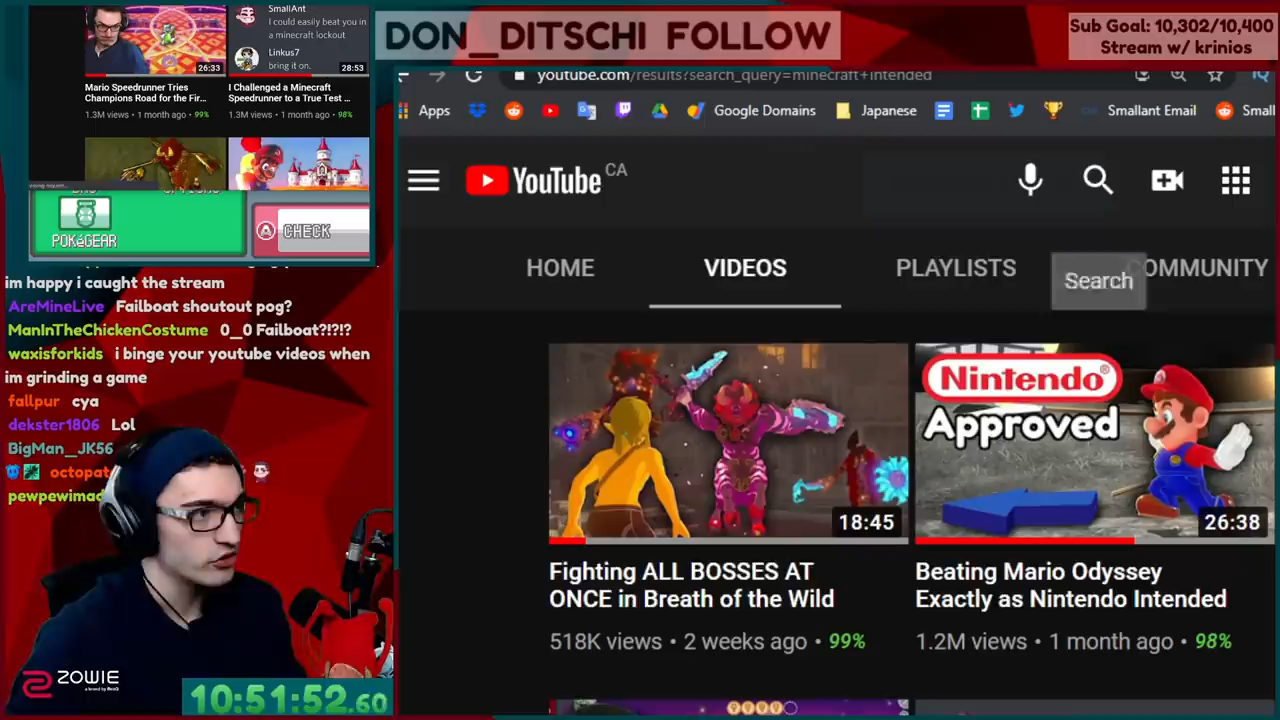 SmallAnt
I could easily beat you in
a minecraft lockout
Linkus7
bring it on.
26:33
28:53
Mario Speedrunner Tries
Champions Road for the Fir...
1.3M views • 1 month ago • 99%
I Challenged a Minecraft
Speedrunner to a True Test ...
1.3M views • 1 month ago • 98%
POKéGEAR
CHECK
im happy i caught the stream
AreMineLive Failboat shoutout pog?
ManInTheChickenCostume 0_0 Failboat?!?!?
waxisforkids i binge your youtube videos when
im grinding a game
fallpur cya
dekster1806 Lol
BigMan_JK56
octopat
pewpewimad
ZOWIE
10:51:52.60
DON_DITSCHI FOLLOW
Sub Goal: 10,302/10,400
Stream w/ krinios
youtube.com/results?search_query=minecraft+intended
Apps
Google Domains
Japanese
Smallant Email
Small
YouTube CA
HOME
VIDEOS
PLAYLISTS
Search
OMMUNITY
18:45
Nintendo
Approved
26:38
Fighting ALL BOSSES AT
ONCE in Breath of the Wild
518K views • 2 weeks ago • 99%
Beating Mario Odyssey
Exactly as Nintendo Intended
1.2M views • 1 month ago • 98%